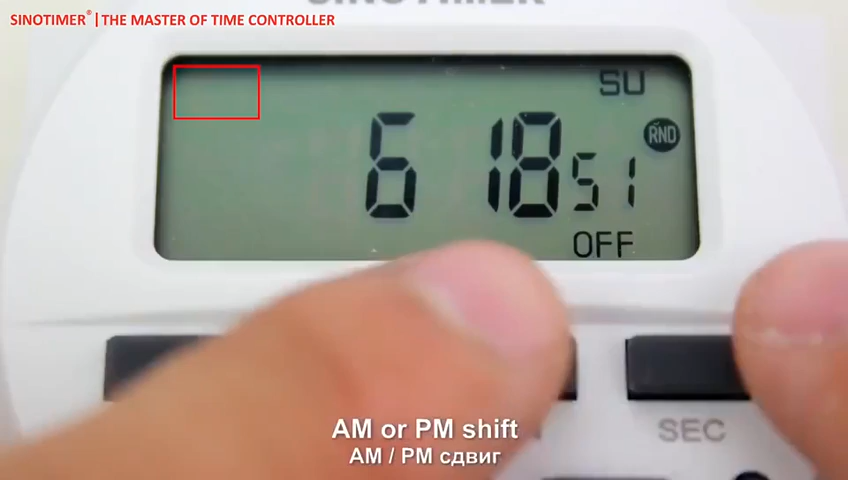 SINOTIMER
SINOTIMER® | THE MASTER OF TIME CONTROLLER
SU
6 18 51
RND
OFF
SEC
AM or PM shift
AM / PM сдвиг